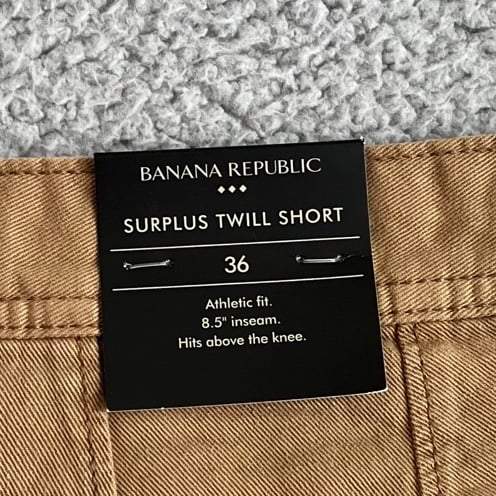 BANANA REPUBLIC
SURPLUS TWILL SHORT
36
Athletic fit.
8.5" inseam.
Hits above the knee.